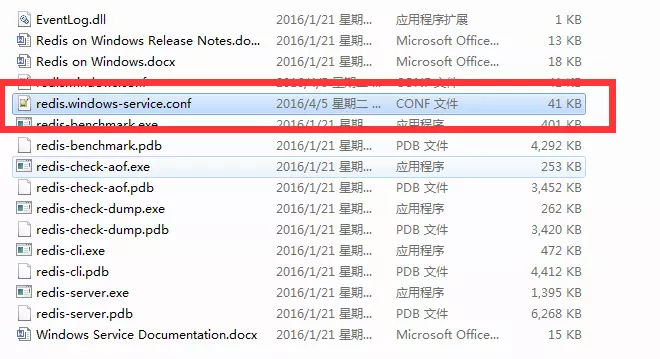 EventLog.dll 2016/1/21 星期... 应用程序扩展 1 KB
Redis on Windows Release Notes.do... 2016/1/21 星期... Microsoft Office... 13 KB
Redis on Windows.docx 2016/1/21 星期... Microsoft Office... 18 KB
redis.windows-service.conf 2016/4/5 星期二 ... CONF 文件 41 KB
redis-benchmark.exe 2016/1/21 星期... 应用程序 401 KB
redis-benchmark.pdb 2016/1/21 星期... PDB 文件 4,292 KB
redis-check-aof.exe 2016/1/21 星期... 应用程序 253 KB
redis-check-aof.pdb 2016/1/21 星期... PDB 文件 3,452 KB
redis-check-dump.exe 2016/1/21 星期... 应用程序 262 KB
redis-check-dump.pdb 2016/1/21 星期... PDB 文件 3,420 KB
redis-cli.exe 2016/1/21 星期... 应用程序 472 KB
redis-cli.pdb 2016/1/21 星期... PDB 文件 4,412 KB
redis-server.exe 2016/1/21 星期... 应用程序 1,395 KB
redis-server.pdb 2016/1/21 星期... PDB 文件 6,268 KB
Windows Service Documentation.docx 2016/1/21 星期... Microsoft Office... 15 KB